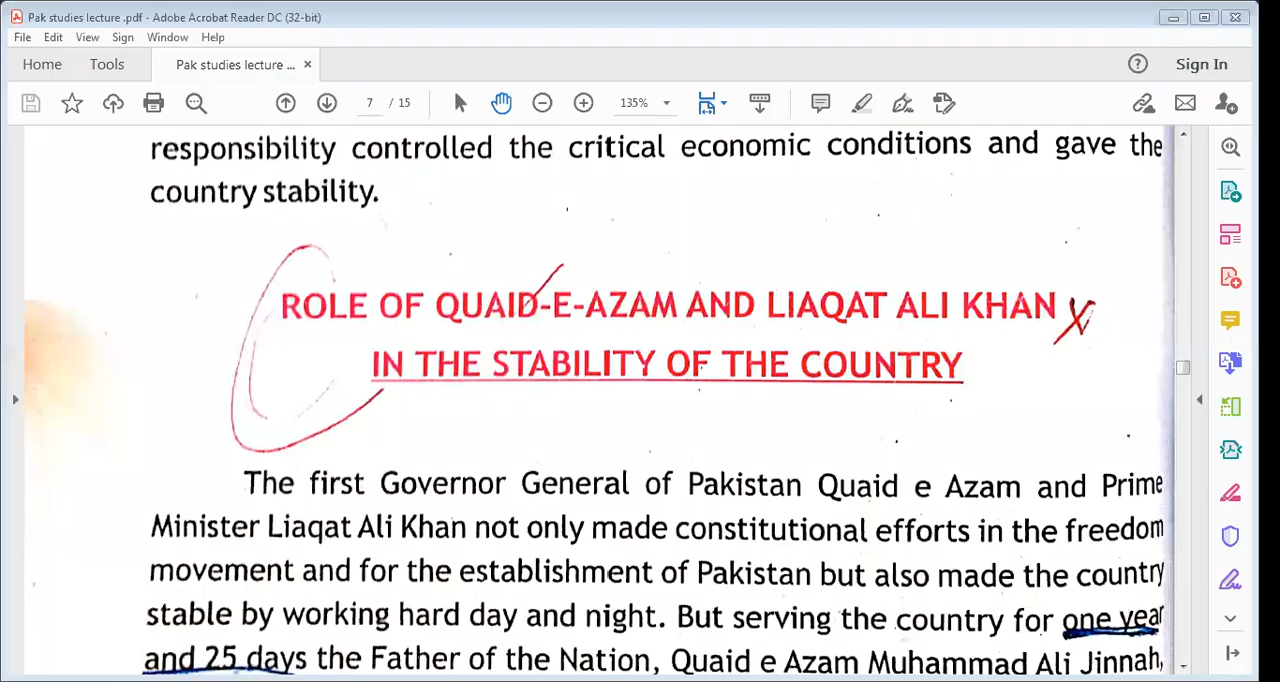 Pak studies lecture .pdf - Adobe Acrobat Reader DC (32-bit)
File Edit View Sign Window Help
Home Tools Pak studies lecture ... × Sign In
7 / 15 135%
responsibility controlled the critical economic conditions and gave the
country stability.
ROLE OF QUAID-E-AZAM AND LIAQAT ALI KHAN
IN THE STABILITY OF THE COUNTRY
The first Governor General of Pakistan Quaid e Azam and Prime
Minister Liaqat Ali Khan not only made constitutional efforts in the freedom
movement and for the establishment of Pakistan but also made the country
stable by working hard day and night. But serving the country for one year
and 25 days the Father of the Nation, Quaid e Azam Muhammad Ali Jinnah,